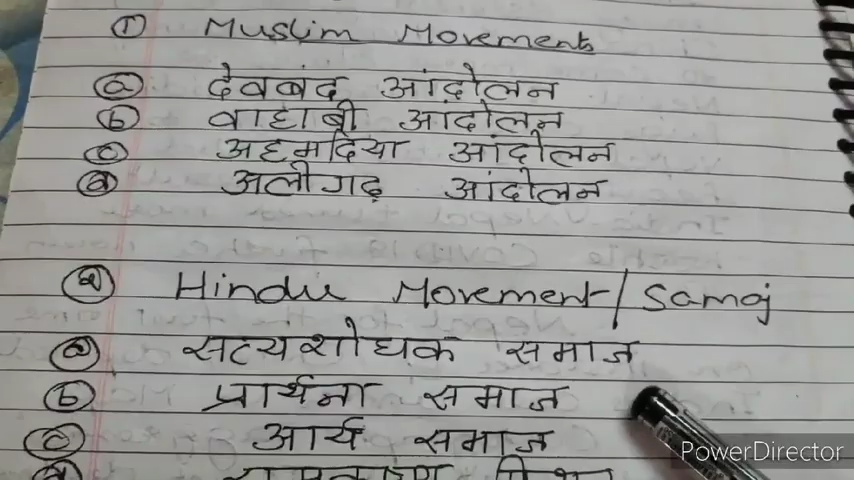 ① Muslim Movements
ⓐ देवबंद आंदोलन
ⓑ वाहाबी आंदोलन
ⓒ अहमदिया आंदोलन
ⓓ अलीगढ़ आंदोलन
② Hindu Movement/Samaj
ⓐ सत्यशोधक समाज
ⓑ प्रार्थना समाज
ⓒ आर्य समाज
PowerDirector